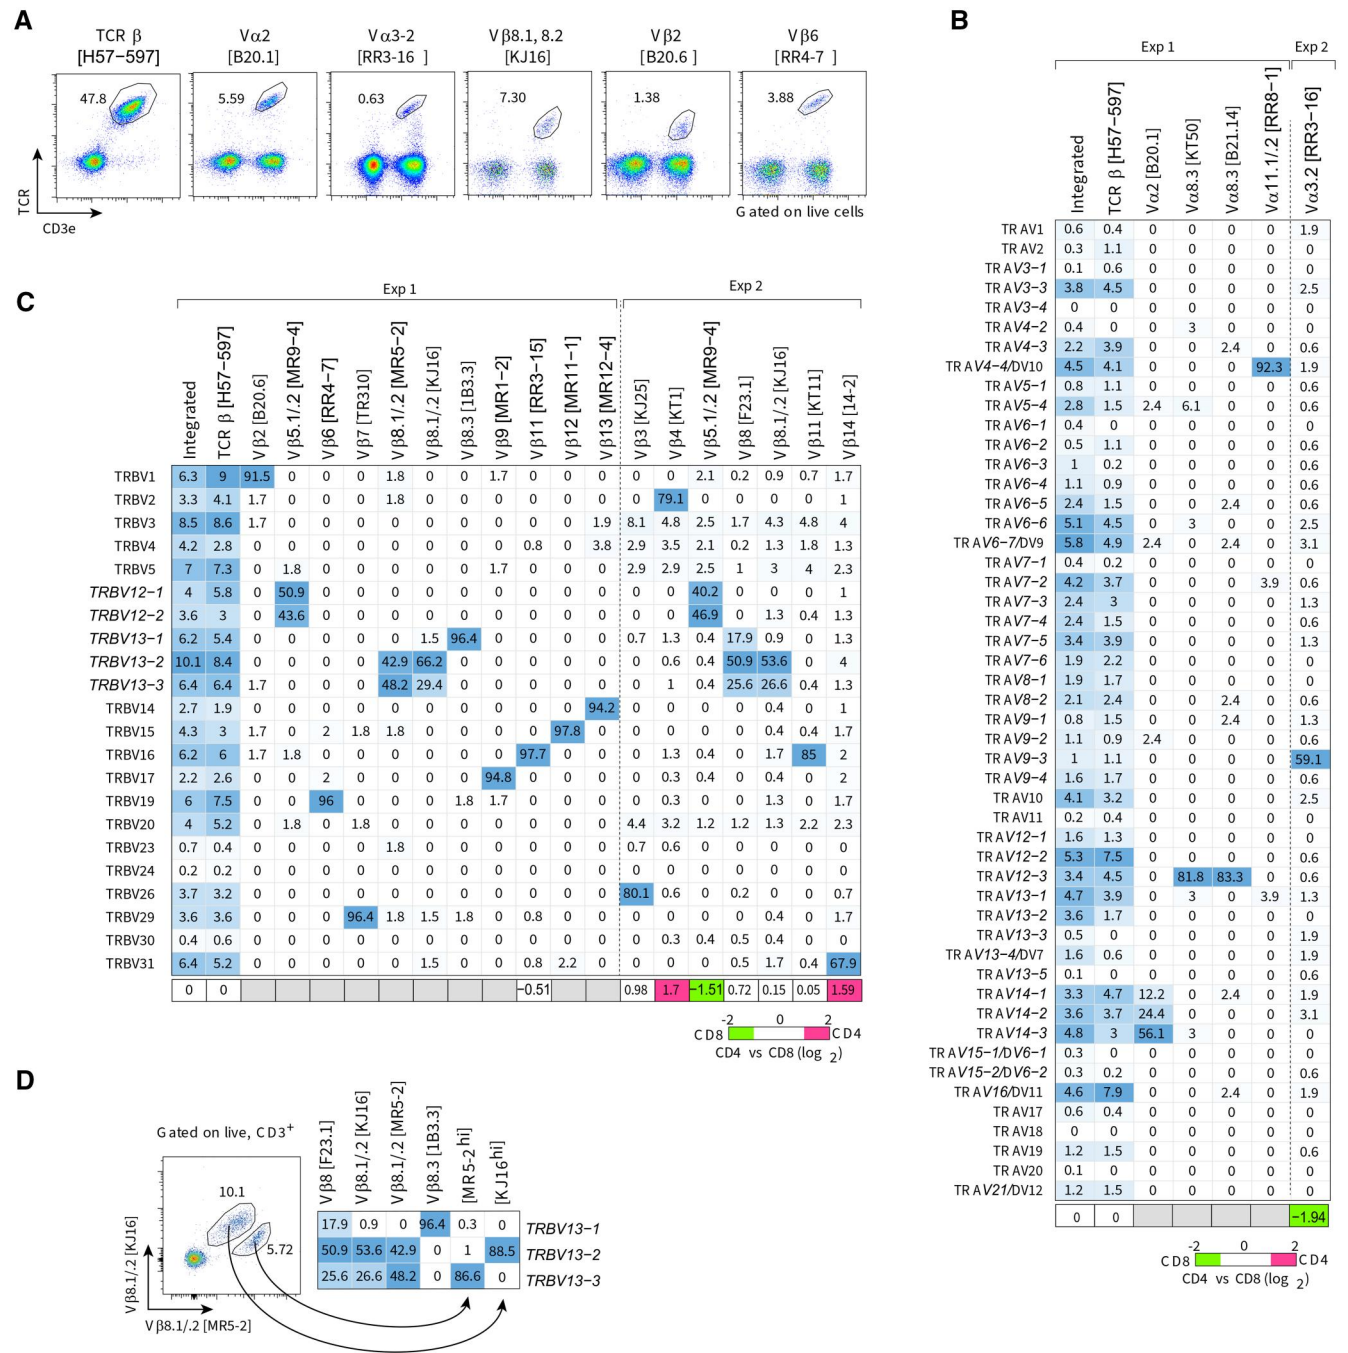 A
TCR β [H57−597]
Vα2 [B20.1]
Vα3-2 [RR3-16 ]
Vβ8.1, 8.2 [KJ16]
Vβ2 [B20.6 ]
Vβ6 [RR4-7 ]
47.8 5.59 0.63 7.30 1.38 3.88
TCR
CD3e
Gated on live cells
B
Exp 1 Exp 2
Integrated
TCR β [H57−597]
Vα2 [B20.1]
Vα8.3 [KT50]
Vα8.3 [B21.14]
Vα11.1/.2 [RR8−1]
Vα3.2 [RR3−16]
TRAV1 0.6 0.4 0 0 0 0 1.9
TRAV2 0.3 1.1 0 0 0 0 0
TRAV3−1 0.1 0.6 0 0 0 0 0
TRAV3−3 3.8 4.5 0 0 0 0 2.5
TRAV3−4 0 0 0 0 0 0 0
TRAV4−2 0.4 0 0 3 0 0 0
TRAV4−3 2.2 3.9 0 0 2.4 0 0.6
TRAV4−4/DV10 4.5 4.1 0 0 0 92.3 1.9
TRAV5−1 0.8 1.1 0 0 0 0 0.6
TRAV5−4 2.8 1.5 2.4 6.1 0 0 0.6
TRAV6−1 0.4 0 0 0 0 0 0
TRAV6−2 0.5 1.1 0 0 0 0 0.6
TRAV6−3 1 0.2 0 0 0 0 0.6
TRAV6−4 1.1 0.9 0 0 0 0 0.6
TRAV6−5 2.4 1.5 0 0 2.4 0 0.6
TRAV6−6 5.1 4.5 0 3 0 0 2.5
TRAV6−7/DV9 5.8 4.9 2.4 0 2.4 0 3.1
TRAV7−1 0.4 0.2 0 0 0 0 0
TRAV7−2 4.2 3.7 0 0 0 3.9 0.6
TRAV7−3 2.4 3 0 0 0 0 1.3
TRAV7−4 2.4 1.5 0 0 0 0 0.6
TRAV7−5 3.4 3.9 0 0 0 0 1.3
TRAV7−6 1.9 2.2 0 0 0 0 0
TRAV8−1 1.9 1.7 0 0 0 0 0
TRAV8−2 2.1 2.4 0 0 2.4 0 0.6
TRAV9−1 0.8 1.5 0 0 2.4 0 1.3
TRAV9−2 1.1 0.9 2.4 0 0 0 0.6
TRAV9−3 1 1.1 0 0 0 0 59.1
TRAV9−4 1.6 1.7 0 0 0 0 0.6
TRAV10 4.1 3.2 0 0 0 0 2.5
TRAV11 0.2 0.4 0 0 0 0 0
TRAV12−1 1.6 1.3 0 0 0 0 0
TRAV12−2 5.3 7.5 0 0 0 0 0.6
TRAV12−3 3.4 4.5 0 81.8 83.3 0 0.6
TRAV13−1 4.7 3.9 0 3 0 3.9 1.3
TRAV13−2 3.6 1.7 0 0 0 0 0
TRAV13−3 0.5 0 0 0 0 0 1.9
TRAV13−4/DV7 1.6 0.6 0 0 0 0 1.9
TRAV13−5 0.1 0 0 0 0 0 0.6
TRAV14−1 3.3 4.7 12.2 0 2.4 0 1.9
TRAV14−2 3.6 3.7 24.4 0 0 0 3.1
TRAV14−3 4.8 3 56.1 3 0 0 0
TRAV15−1/DV6−1 0.3 0 0 0 0 0 0
TRAV15−2/DV6−2 0.3 0.2 0 0 0 0 0.6
TRAV16/DV11 4.6 7.9 0 0 2.4 0 1.9
TRAV17 0.6 0.4 0 0 0 0 0
TRAV18 0 0 0 0 0 0 0
TRAV19 1.2 1.5 0 0 0 0 0.6
TRAV20 0.1 0 0 0 0 0 0
TRAV21/DV12 1.2 1.5 0 0 0 0 0
0 0 −1.94
-2 0 2
CD8 CD4
CD4 vs CD8 (log 2)
C
Exp 1 Exp 2
Integrated
TCR β [H57−597]
Vβ2 [B20.6]
Vβ5.1/.2 [MR9−4]
Vβ6 [RR4−7]
Vβ7 [TR310]
Vβ8.1/.2 [MR5−2]
Vβ8.1/.2 [KJ16]
Vβ8.3 [1B3.3]
Vβ9 [MR1−2]
Vβ11 [RR3−15]
Vβ12 [MR11−1]
Vβ13 [MR12−4]
Vβ3 [KJ25]
Vβ4 [KT1]
Vβ5.1/.2 [MR9−4]
Vβ8 [F23.1]
Vβ8.1/.2 [KJ16]
Vβ11 [KT11]
Vβ14 [14-2]
TRBV1 6.3 9 91.5 0 0 0 1.8 0 0 1.7 0 0 0 0 0 2.1 0.2 0.9 0.7 1.7
TRBV2 3.3 4.1 1.7 0 0 0 1.8 0 0 0 0 0 0 0 79.1 0 0 0 0 1
TRBV3 8.5 8.6 1.7 0 0 0 0 0 0 0 0 0 1.9 8.1 4.8 2.5 1.7 4.3 4.8 4
TRBV4 4.2 2.8 0 0 0 0 0 0 0 0 0.8 0 3.8 2.9 3.5 2.1 0.2 1.3 1.8 1.3
TRBV5 7 7.3 0 1.8 0 0 0 0 0 1.7 0 0 0 2.9 2.9 2.5 1 3 4 2.3
TRBV12−1 4 5.8 0 50.9 0 0 0 0 0 0 0 0 0 0 0 40.2 0 0 0 1
TRBV12−2 3.6 3 0 43.6 0 0 0 0 0 0 0 0 0 0 0 46.9 0 1.3 0.4 1.3
TRBV13−1 6.2 5.4 0 0 0 0 0 1.5 96.4 0 0 0 0 0.7 1.3 0.4 17.9 0.9 0 1.3
TRBV13−2 10.1 8.4 0 0 0 0 42.9 66.2 0 0 0 0 0 0 0.6 0.4 50.9 53.6 0 4
TRBV13−3 6.4 6.4 1.7 0 0 0 48.2 29.4 0 0 0 0 0 0 1 0.4 25.6 26.6 0.4 1.3
TRBV14 2.7 1.9 0 0 0 0 0 0 0 0 0 0 94.2 0 0 0 0 0.4 0 1
TRBV15 4.3 3 1.7 0 2 1.8 1.8 0 0 0 0 97.8 0 0 0 0 0 0.4 0.4 1.7
TRBV16 6.2 6 1.7 1.8 0 0 0 0 0 0 97.7 0 0 0 1.3 0.4 0 1.7 85 2
TRBV17 2.2 2.6 0 0 2 0 0 0 0 94.8 0 0 0 0 0.3 0.4 0 0.4 0 2
TRBV19 6 7.5 0 0 96 0 0 0 1.8 1.7 0 0 0 0 0.3 0 0 1.3 0 1.7
TRBV20 4 5.2 0 1.8 0 1.8 0 0 0 0 0 0 0 4.4 3.2 1.2 1.2 1.3 2.2 2.3
TRBV23 0.7 0.4 0 0 0 0 1.8 0 0 0 0 0 0 0.7 0.6 0 0 0 0 0
TRBV24 0.2 0.2 0 0 0 0 0 0 0 0 0 0 0 0 0 0 0 0 0 0
TRBV26 3.7 3.2 0 0 0 0 0 0 0 0 0 0 0 80.1 0.6 0 0.2 0 0 0.7
TRBV29 3.6 3.6 0 0 0 96.4 1.8 1.5 1.8 0 0.8 0 0 0 0 0 0 0.4 0 1.7
TRBV30 0.4 0.6 0 0 0 0 0 0 0 0 0 0 0 0 0.3 0.4 0.5 0.4 0 0
TRBV31 6.4 5.2 0 0 0 0 0 1.5 0 0 0.8 2.2 0 0 0 0 0.5 1.7 0.4 67.9
0 0 −0.51 0.98 1.7 −1.51 0.72 0.15 0.05 1.59
-2 0 2
CD8 CD4
CD4 vs CD8 (log 2)
D
Gated on live, CD3+
10.1
5.72
Vβ8.1/.2 [KJ16]
Vβ8.1/.2 [MR5-2]
Vβ8 [F23.1]
Vβ8.1/.2 [KJ16]
Vβ8.1/.2 [MR5-2]
Vβ8.3 [1B3.3]
[MR5-2hi]
[KJ16hi]
17.9 0.9 0 96.4 0.3 0 TRBV13−1
50.9 53.6 42.9 0 1 88.5 TRBV13−2
25.6 26.6 48.2 0 86.6 0 TRBV13−3